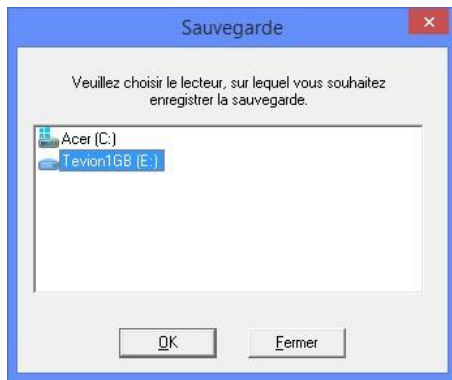 Sauvegarde
Veuillez choisir le lecteur, sur lequel vous souhaitez
enregistrer la sauvegarde.
Acer (C:)
Tevion1GB (E:)
OK
Fermer